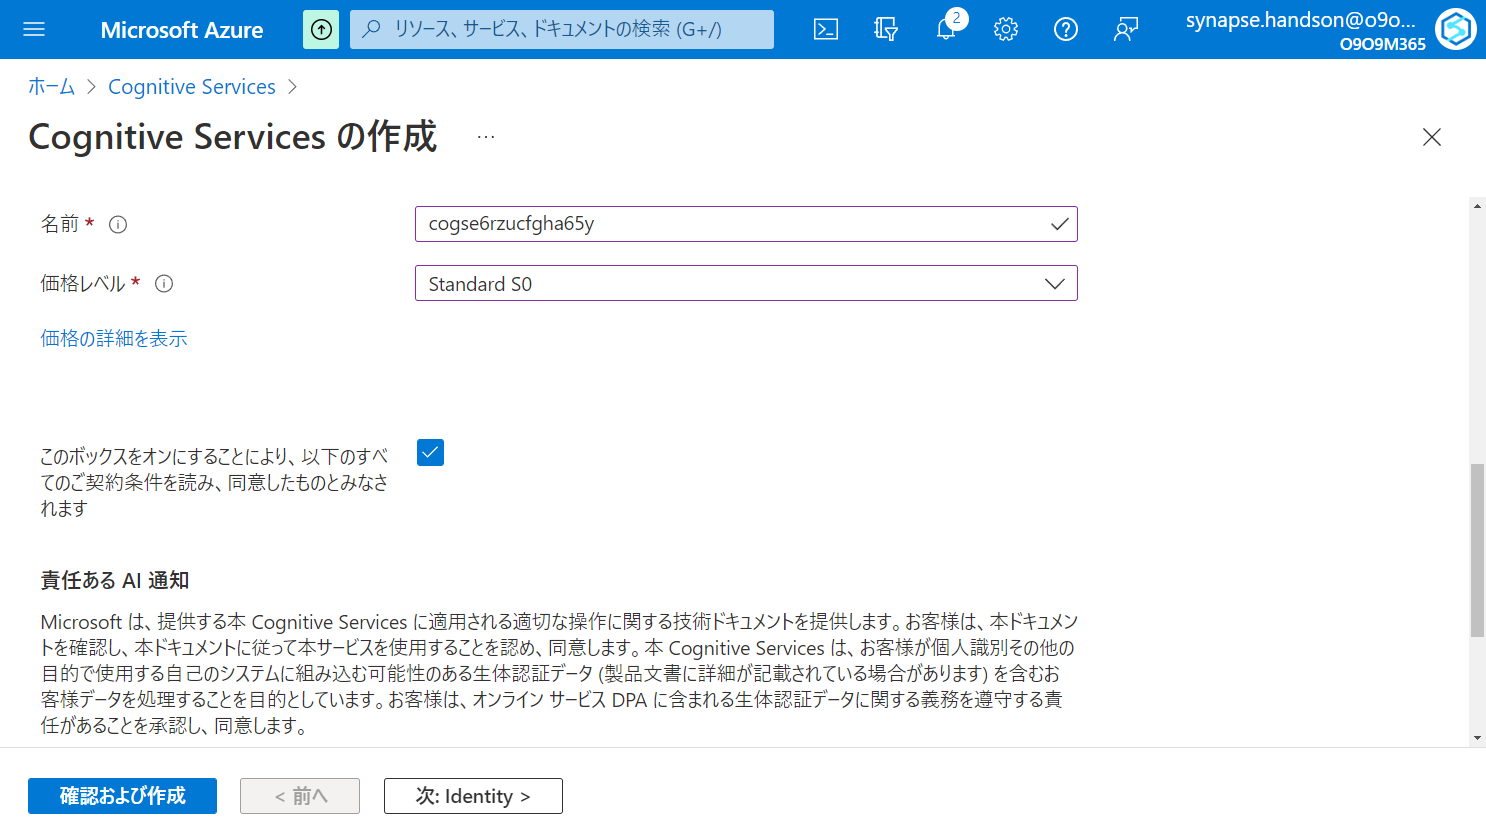 Microsoft Azure
リソース、サービス、ドキュメントの検索 (G+/)
2
synapse.handson@o9o...
O9O9M365
ホーム > Cognitive Services >
Cognitive Services の作成 ...
名前 *
cogse6rzucfgha65y
価格レベル *
Standard S0
価格の詳細を表示
このボックスをオンにすることにより、以下のすべ
てのご契約条件を読み、同意したものとみなさ
れます
責任ある AI 通知
Microsoft は、提供する本 Cognitive Services に適用される適切な操作に関する技術ドキュメントを提供します。お客様は、本ドキュメン
トを確認し、本ドキュメントに従って本サービスを使用することを認め、同意します。本 Cognitive Services は、お客様が個人識別その他の
目的で使用する自己のシステムに組み込む可能性のある生体認証データ (製品文書に詳細が記載されている場合があります) を含むお
客様データを処理することを目的としています。お客様は、オンライン サービス DPA に含まれる生体認証データに関する義務を遵守する責
任があることを承認し、同意します。
確認および作成
< 前へ
次: Identity >